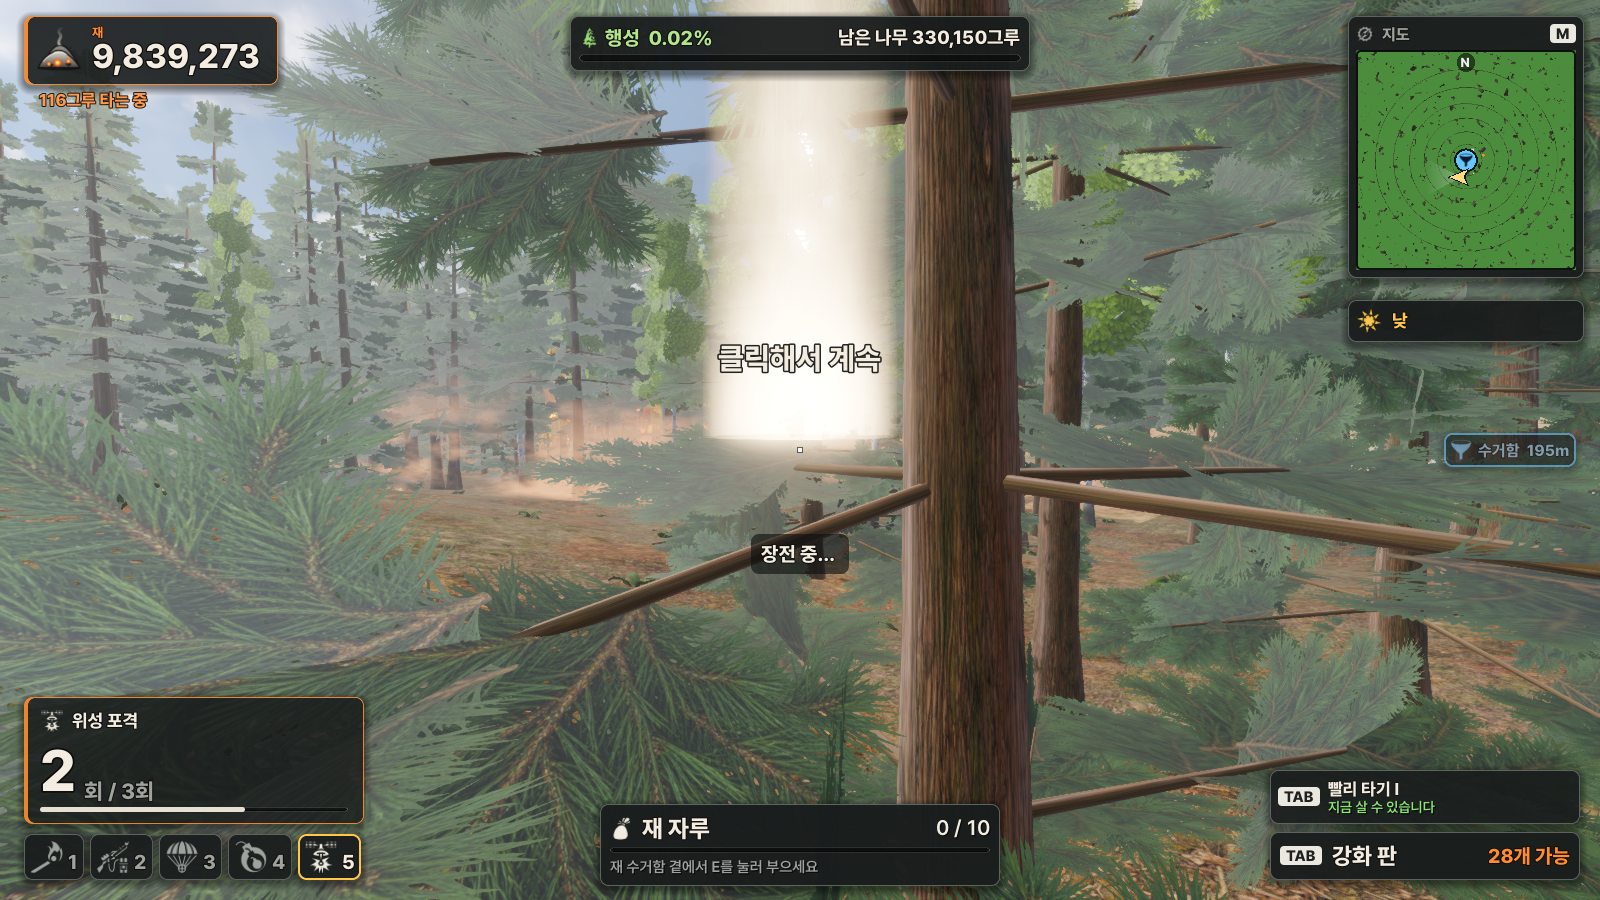 재
9,839,273
116그루 타는 중
행성 0.02%
남은 나무 330,150그루
지도
M
N
낮
클릭해서 계속
수거함 195m
장전 중...
위성 포격
2 회 / 3회
1
2
3
4
5
재 자루
0 / 10
재 수거함 곁에서 E를 눌러 부으세요
TAB
빨리 타기 I
지금 살 수 있습니다
TAB
강화 판
28개 가능